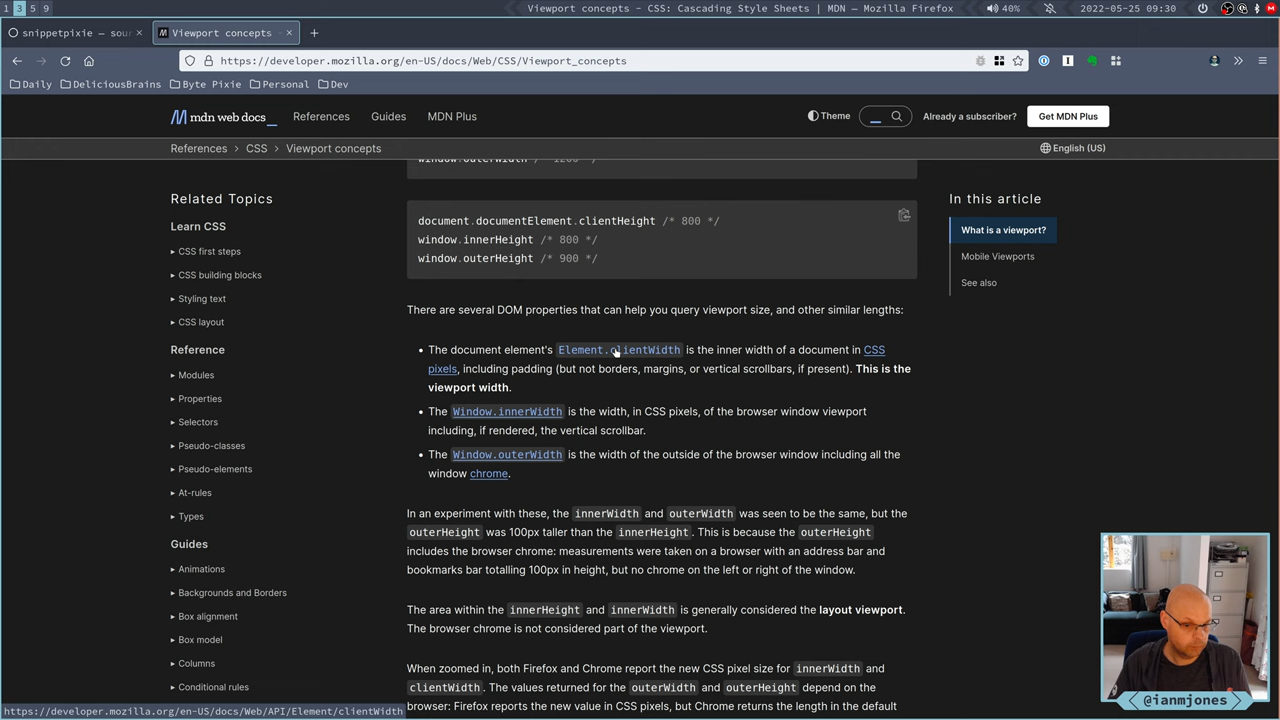 1 3 5 9
Viewport concepts - CSS: Cascading Style Sheets | MDN — Mozilla Firefox
40%
2022-05-25 09:30
snippetpixie — sour
Viewport concepts - CSS:
https://developer.mozilla.org/en-US/docs/Web/CSS/Viewport_concepts
Daily DeliciousBrains Byte Pixie Personal Dev
mdn web docs
References Guides MDN Plus
Theme
Already a subscriber?
Get MDN Plus
References > CSS > Viewport concepts
English (US)
Related Topics
Learn CSS
CSS first steps
CSS building blocks
Styling text
CSS layout
Reference
Modules
Properties
Selectors
Pseudo-classes
Pseudo-elements
At-rules
Types
Guides
Animations
Backgrounds and Borders
Box alignment
Box model
Columns
Conditional rules
window.outerWidth /* 1200 */
document.documentElement.clientHeight /* 800 */
window.innerHeight /* 800 */
window.outerHeight /* 900 */
There are several DOM properties that can help you query viewport size, and other similar lengths:
• The document element's Element.clientWidth is the inner width of a document in CSS
pixels, including padding (but not borders, margins, or vertical scrollbars, if present). This is the
viewport width.
• The Window.innerWidth is the width, in CSS pixels, of the browser window viewport
including, if rendered, the vertical scrollbar.
• The Window.outerWidth is the width of the outside of the browser window including all the
window chrome.
In an experiment with these, the innerWidth and outerWidth was seen to be the same, but the
outerHeight was 100px taller than the innerHeight. This is because the outerHeight
includes the browser chrome: measurements were taken on a browser with an address bar and
bookmarks bar totalling 100px in height, but no chrome on the left or right of the window.
The area within the innerHeight and innerWidth is generally considered the layout viewport.
The browser chrome is not considered part of the viewport.
When zoomed in, both Firefox and Chrome report the new CSS pixel size for innerWidth and
clientWidth. The values returned for the outerWidth and outerHeight depend on the
browser: Firefox reports the new value in CSS pixels, but Chrome returns the length in the default
In this article
What is a viewport?
Mobile Viewports
See also
https://developer.mozilla.org/en-US/docs/Web/API/Element/clientWidth
@ianmjones